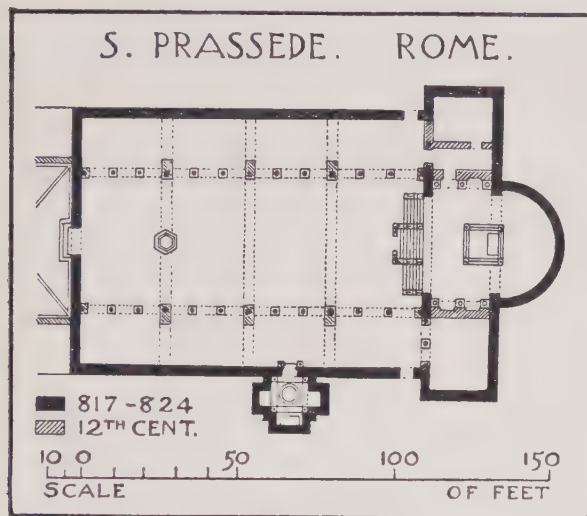 S. PRASSEDE. ROME.
817-824
12TH CENT.
10 0 50 100 150
SCALE OF FEET